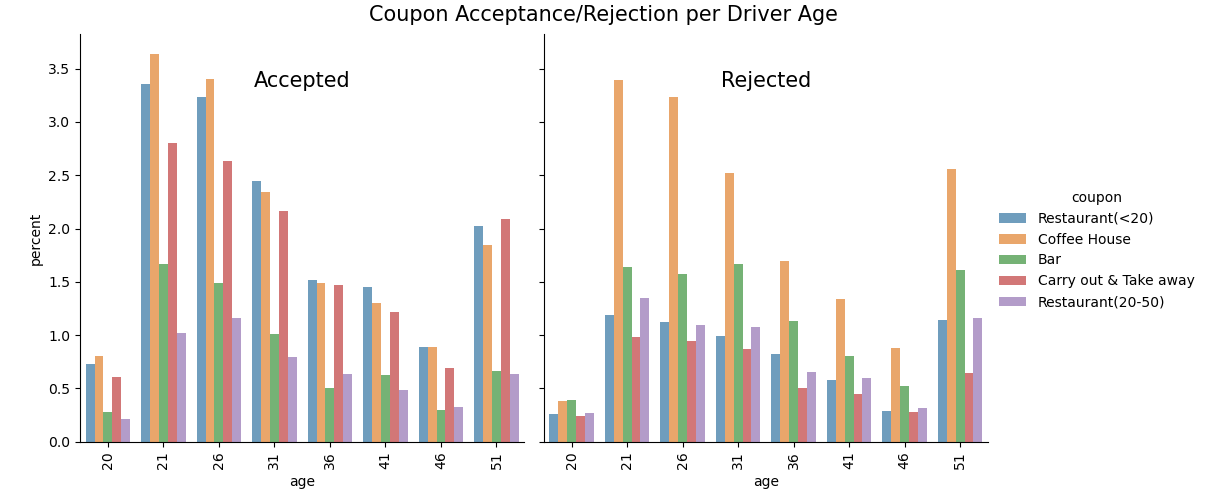 Coupon Acceptance/Rejection per Driver Age
Accepted
Rejected
percent
3.5
3.0
2.5
2.0
1.5
1.0
0.5
0.0
20 21 26 31 36 41 46 51
age
20 21 26 31 36 41 46 51
age
coupon
Restaurant(<20)
Coffee House
Bar
Carry out & Take away
Restaurant(20-50)